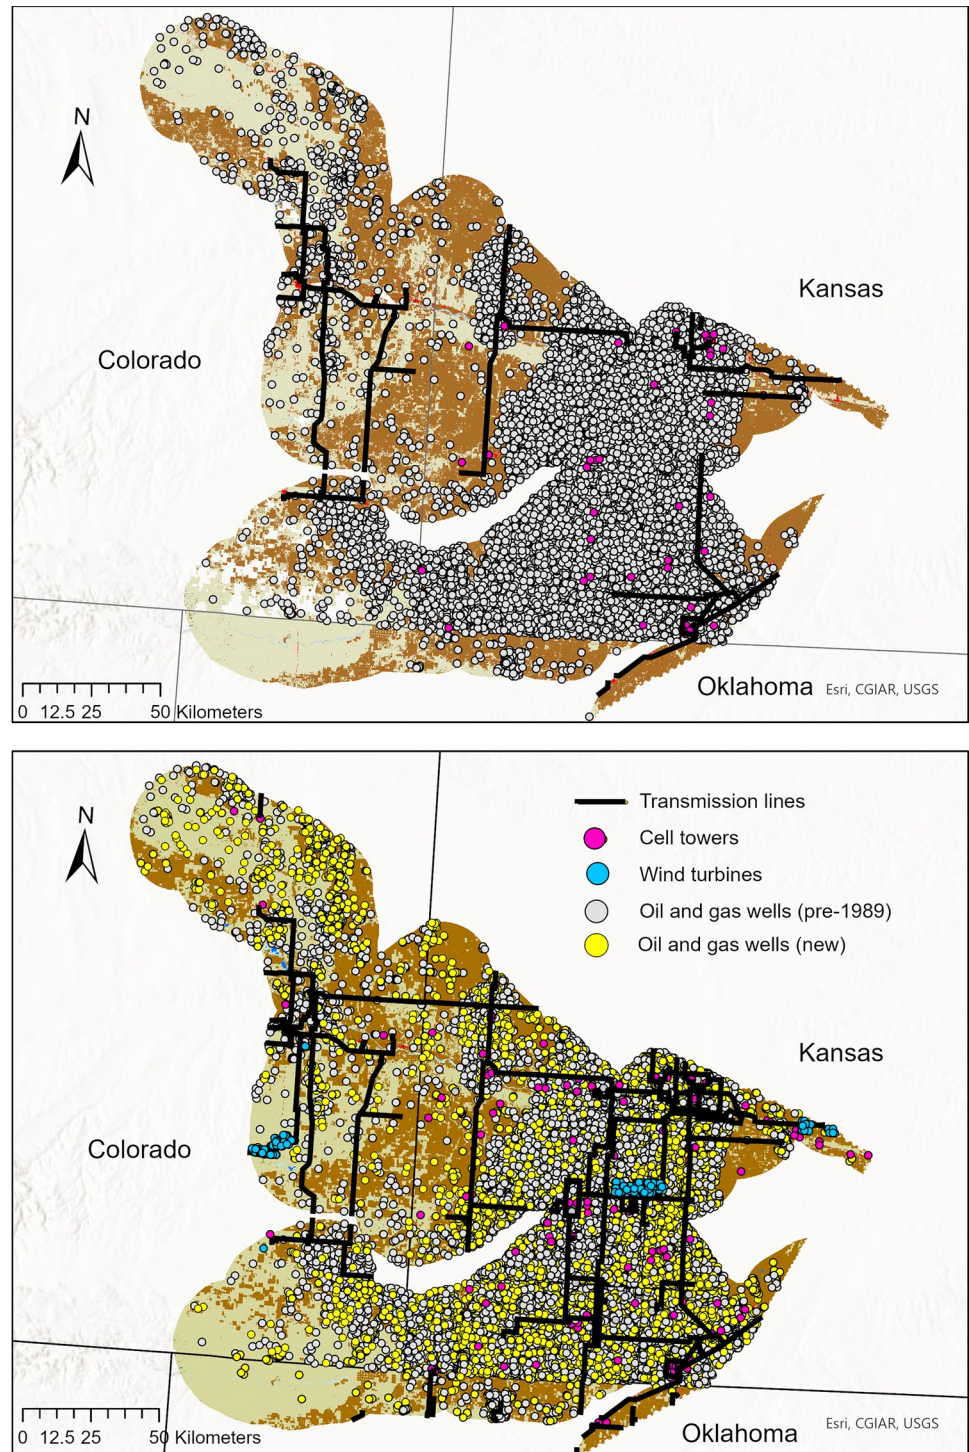 N
Kansas
Colorado
Oklahoma Esri, CGIAR, USGS
0 12.5 25 50 Kilometers
N
Transmission lines
Cell towers
Wind turbines
Oil and gas wells (pre-1989)
Oil and gas wells (new)
Kansas
Colorado
Oklahoma Esri, CGIAR, USGS
0 12.5 25 50 Kilometers